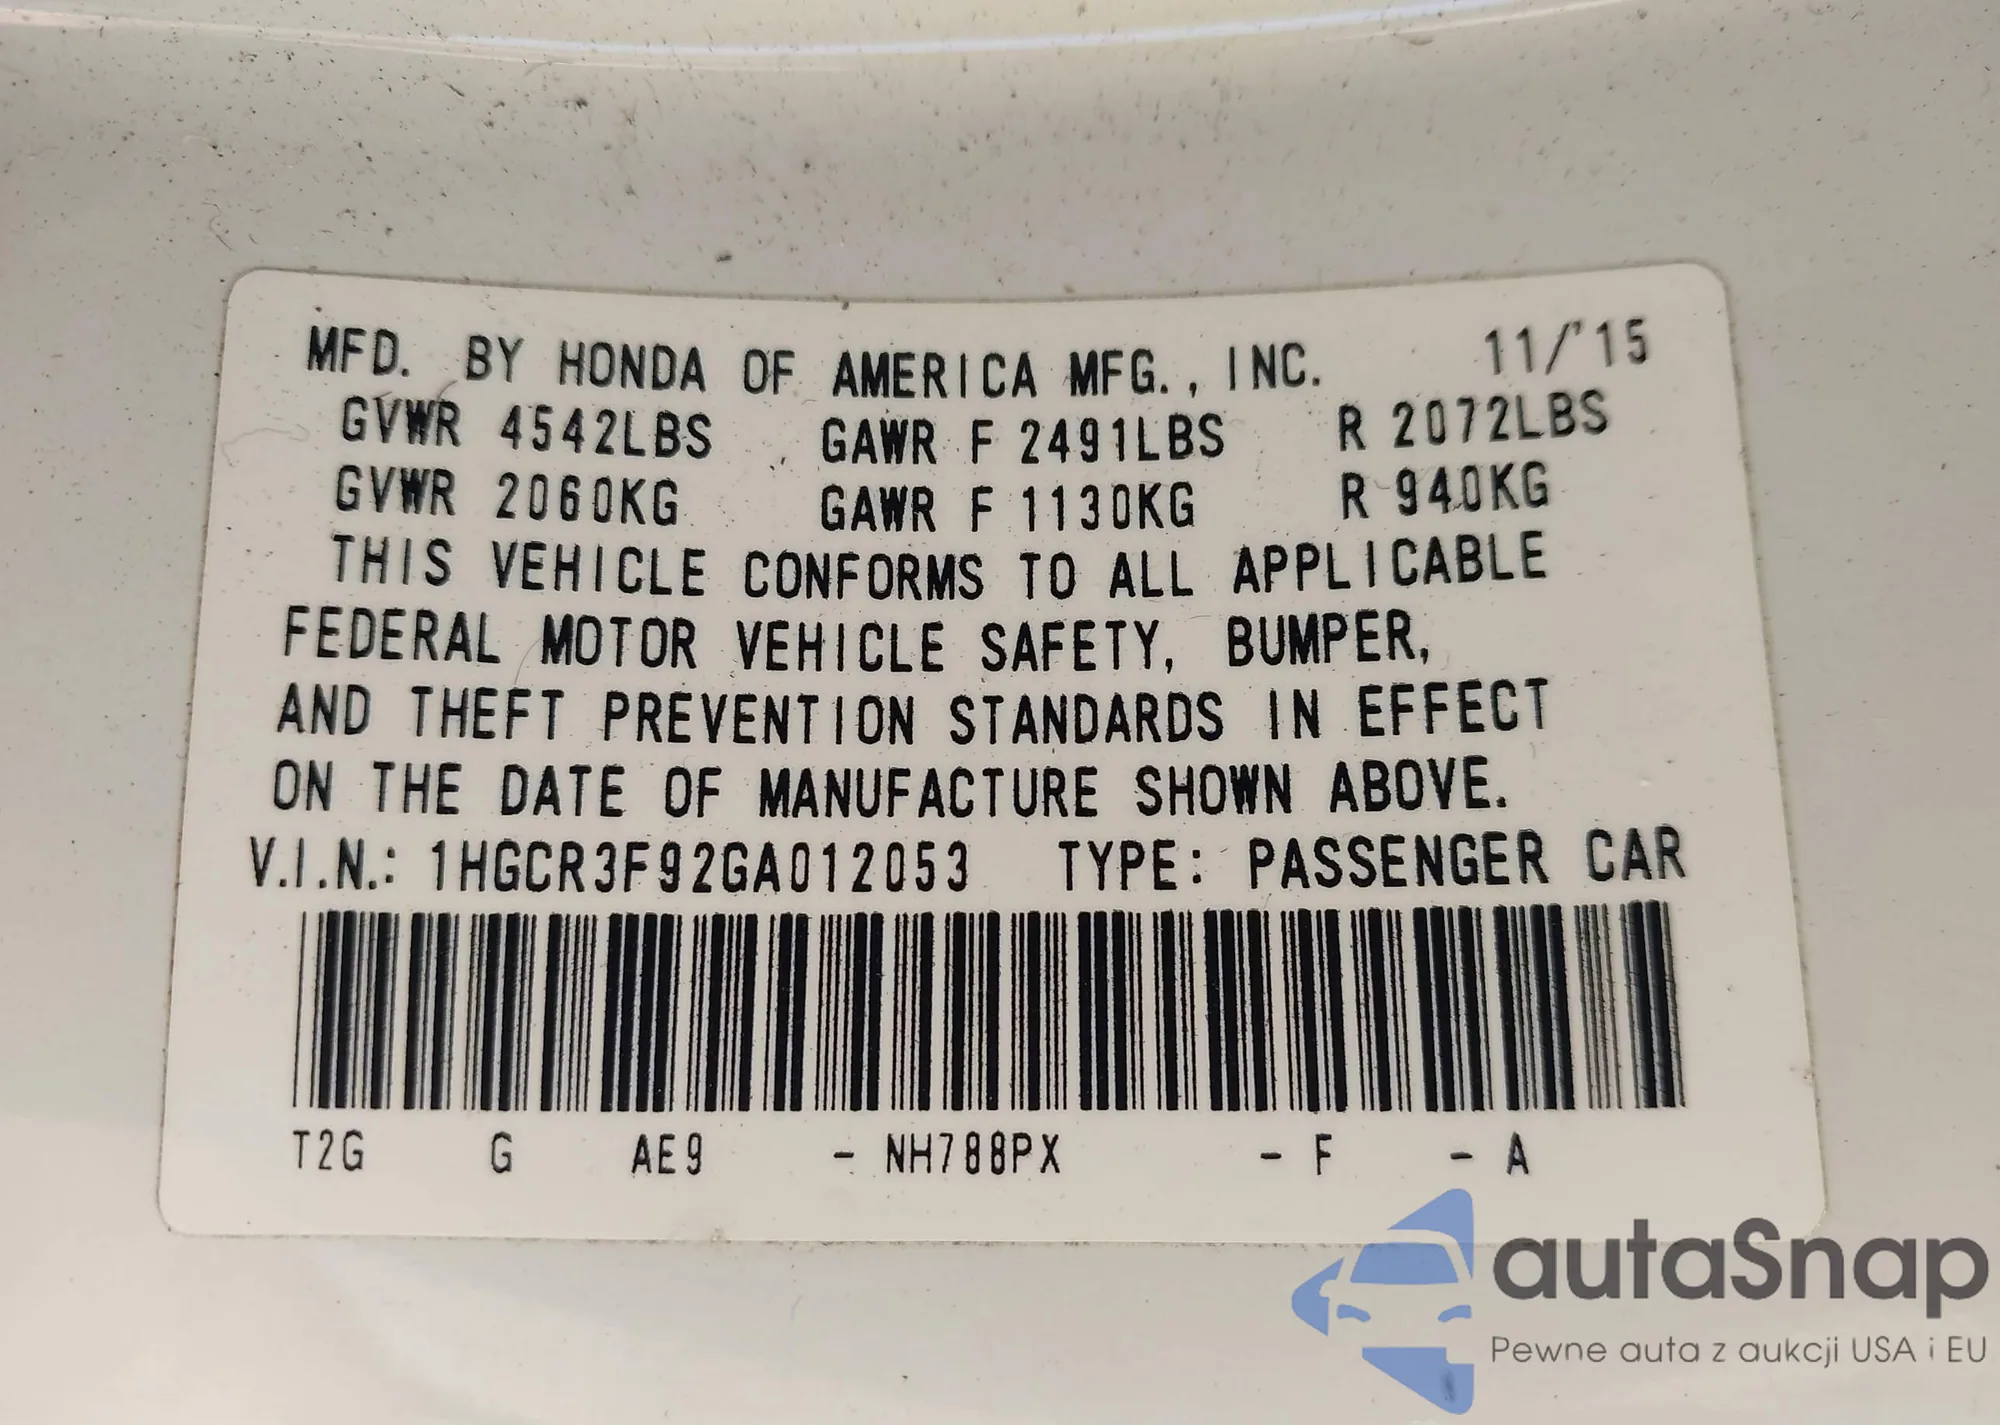 MFD. BY HONDA OF AMERICA MFG., INC. 11/'15
GVWR 4542LBS GAWR F 2491LBS R 2072LBS
GVWR 2060KG GAWR F 1130KG R 940KG
THIS VEHICLE CONFORMS TO ALL APPLICABLE
FEDERAL MOTOR VEHICLE SAFETY, BUMPER,
AND THEFT PREVENTION STANDARDS IN EFFECT
ON THE DATE OF MANUFACTURE SHOWN ABOVE.
V.I.N.: 1HGCR3F92GA012053 TYPE: PASSENGER CAR
T2G G AE9 - NH788PX - F - A
autaSnap
Pewne auta z aukcji USA i EU